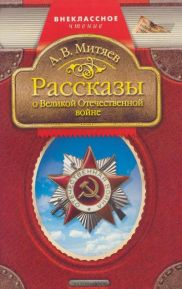 ВНЕКЛАССНОЕ
чтение
А. В. Митяев
Рассказы
о Великой Отечественной
войне